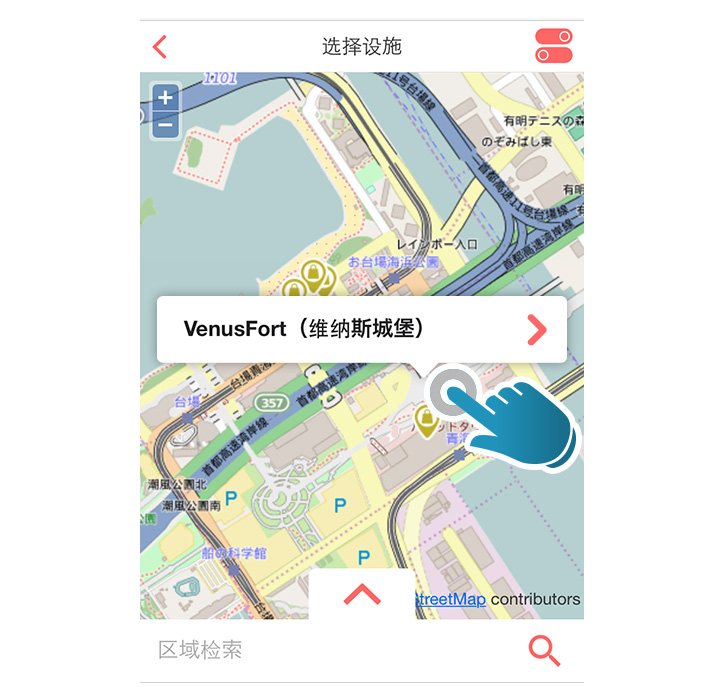 选择设施
1101
+
−
有明テニスの森
のぞみばし東
首都高速11号台場線
有明
首都高速湾岸線
レインボー入口
お台場海浜公園
VenusFort（维纳斯城堡）
台場
357
首都高速湾岸線
青海
首都高速湾岸線
潮風公園北
潮風公園南
P
P
船の科学館
P
StreetMap contributors
区域检索